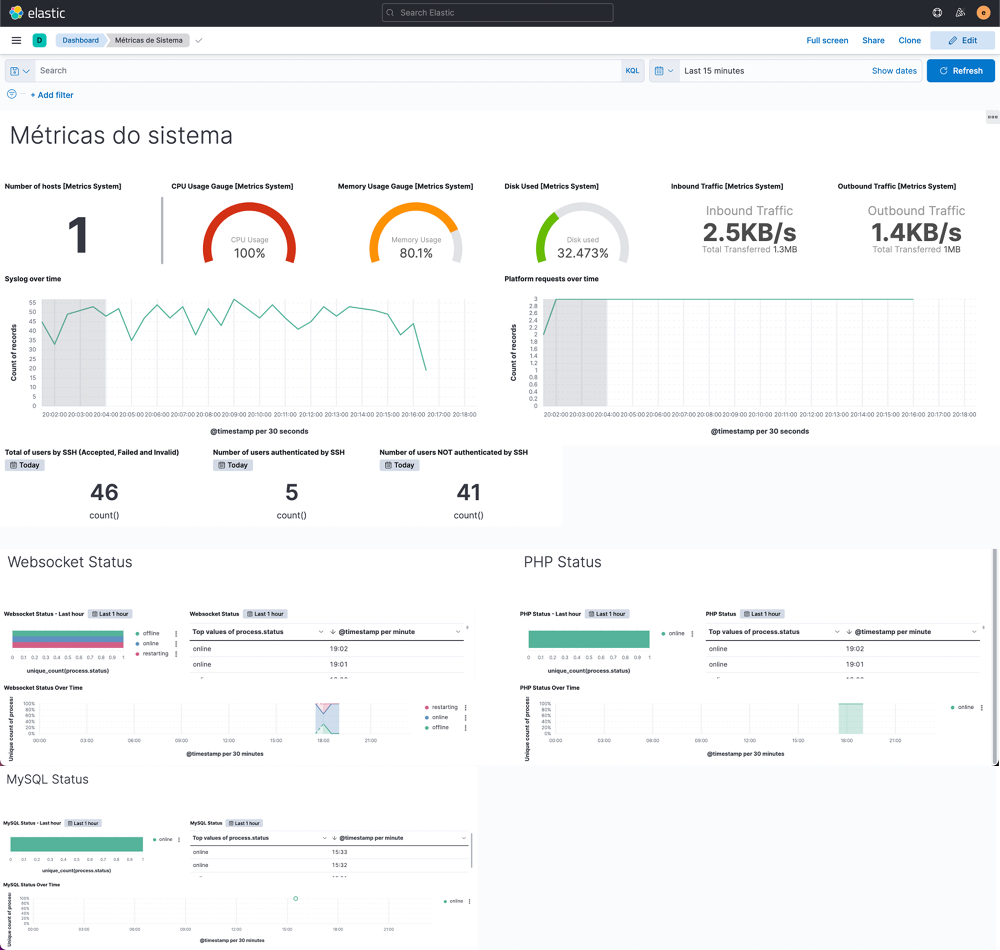 elastic
Search Elastic
e
D
Dashboard
Métricas de Sistema
Full screen
Share
Clone
Edit
Search
KQL
Last 15 minutes
Show dates
Refresh
+ Add filter
Métricas do sistema
Number of hosts [Metrics System]
1
CPU Usage Gauge [Metrics System]
CPU Usage
100%
Memory Usage Gauge [Metrics System]
Memory Usage
80.1%
Disk Used [Metrics System]
Disk used
32.473%
Inbound Traffic [Metrics System]
Inbound Traffic
2.5KB/s
Total Transferred 1.3MB
Outbound Traffic [Metrics System]
Outbound Traffic
1.4KB/s
Total Transferred 1MB
Syslog over time
Count of records
55
50
45
40
35
30
25
20
15
10
5
0
20:02:00 20:03:00 20:04:00 20:05:00 20:06:00 20:07:00 20:08:00 20:09:00 20:10:00 20:11:00 20:12:00 20:13:00 20:14:00 20:15:00 20:16:00 20:17:00 20:18:00
@timestamp per 30 seconds
Platform requests over time
Count of records
3
2.8
2.6
2.4
2.2
2
1.8
1.6
1.4
1.2
1
0.8
0.6
0.4
0.2
0
20:02:00 20:03:00 20:04:00 20:05:00 20:06:00 20:07:00 20:08:00 20:09:00 20:10:00 20:11:00 20:12:00 20:13:00 20:14:00 20:15:00 20:16:00 20:17:00 20:18:00
@timestamp per 30 seconds
Total of users by SSH (Accepted, Failed and Invalid)
Today
46
count()
Number of users authenticated by SSH
Today
5
count()
Number of users NOT authenticated by SSH
Today
41
count()
Websocket Status
Websocket Status - Last hour
Last 1 hour
offline
online
restarting
0 0.1 0.2 0.3 0.4 0.5 0.6 0.7 0.8 0.9 1
unique_count(process.status)
Websocket Status
Last 1 hour
Top values of process.status
@timestamp per minute
online 19:02
online 19:01
Websocket Status Over Time
Unique count of process
100%
80%
60%
40%
20%
0%
00:00 03:00 06:00 09:00 12:00 15:00 18:00 21:00
@timestamp per 30 minutes
restarting
online
offline
PHP Status
PHP Status - Last hour
Last 1 hour
online
0 0.1 0.2 0.3 0.4 0.5 0.6 0.7 0.8 0.9 1
unique_count(process.status)
PHP Status
Last 1 hour
Top values of process.status
@timestamp per minute
online 19:02
online 19:01
PHP Status Over Time
Unique count of process
100%
80%
60%
40%
20%
0%
00:00 03:00 06:00 09:00 12:00 15:00 18:00 21:00
@timestamp per 30 minutes
online
MySQL Status
MySQL Status - Last hour
Last 1 hour
online
0 0.1 0.2 0.3 0.4 0.5 0.6 0.7 0.8 0.9 1
unique_count(process.status)
MySQL Status
Last 1 hour
Top values of process.status
@timestamp per minute
online 15:33
online 15:32
MySQL Status Over Time
Unique count of process
100%
80%
60%
40%
20%
0%
00:00 03:00 06:00 09:00 12:00 15:00 18:00 21:00
@timestamp per 30 minutes
online